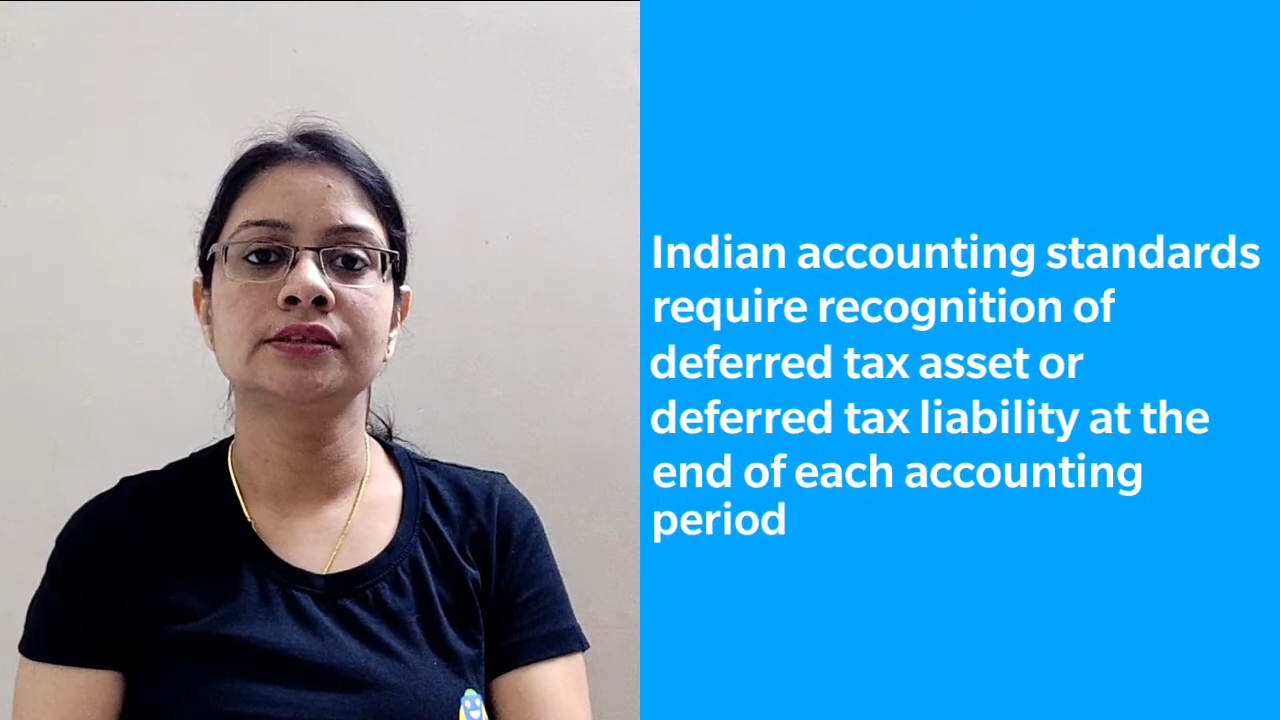 Indian accounting standards
require recognition of
deferred tax asset or
deferred tax liability at the
end of each accounting
period